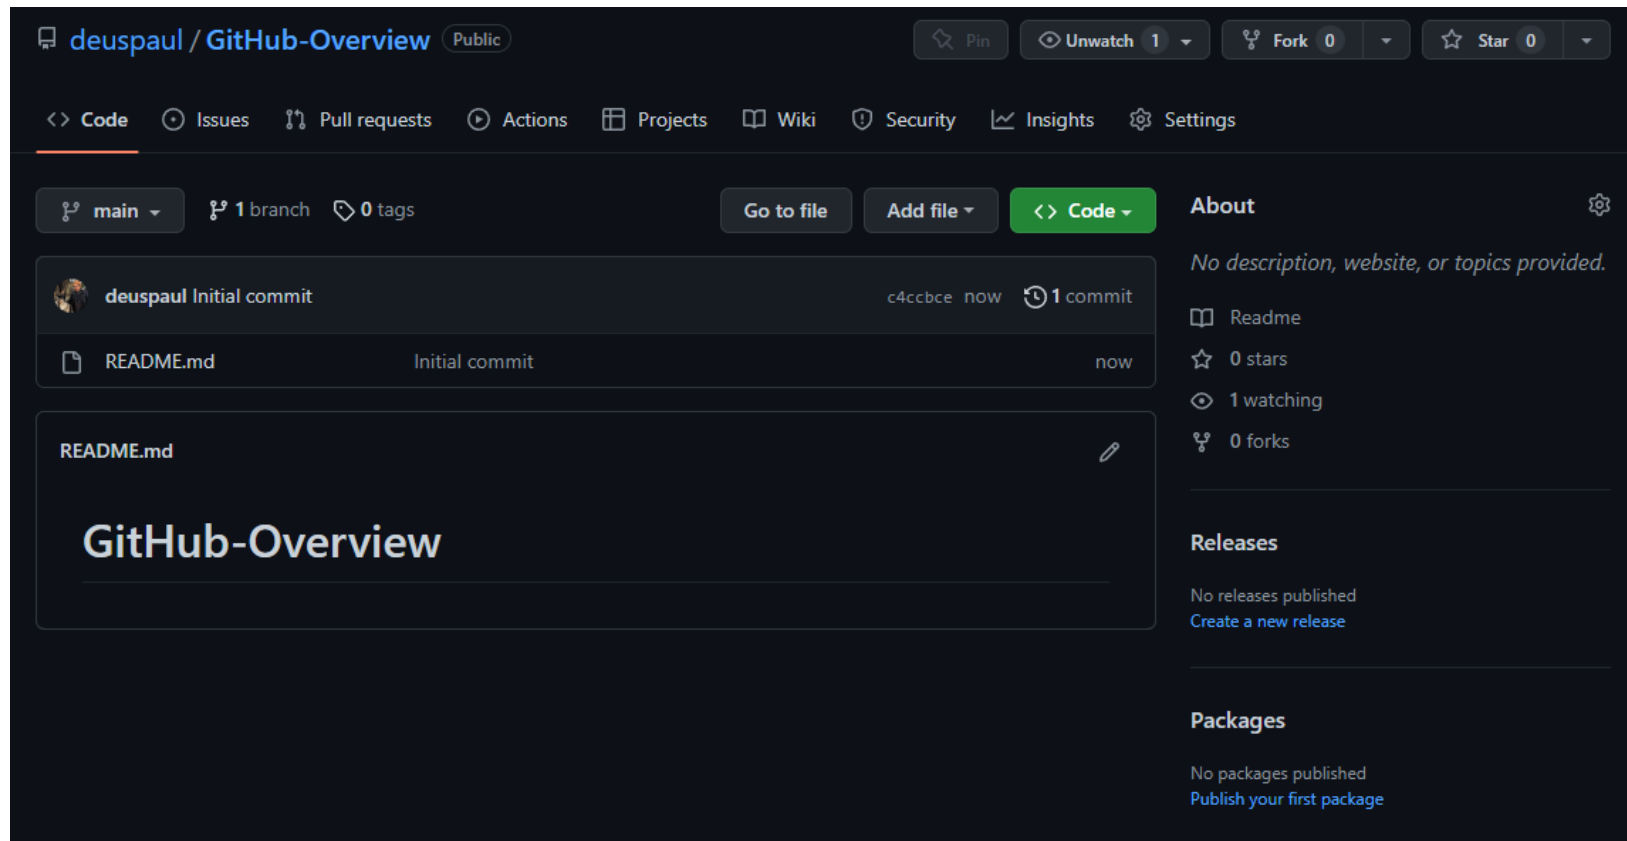 deuspaul / GitHub-Overview Public
Pin Unwatch 1 Fork 0 Star 0
<> Code Issues Pull requests Actions Projects Wiki Security Insights Settings
main 1 branch 0 tags Go to file Add file <> Code
deuspaul Initial commit c4ccbce now 1 commit
README.md Initial commit now
README.md
GitHub-Overview
About
No description, website, or topics provided.
Readme
0 stars
1 watching
0 forks
Releases
No releases published
Create a new release
Packages
No packages published
Publish your first package